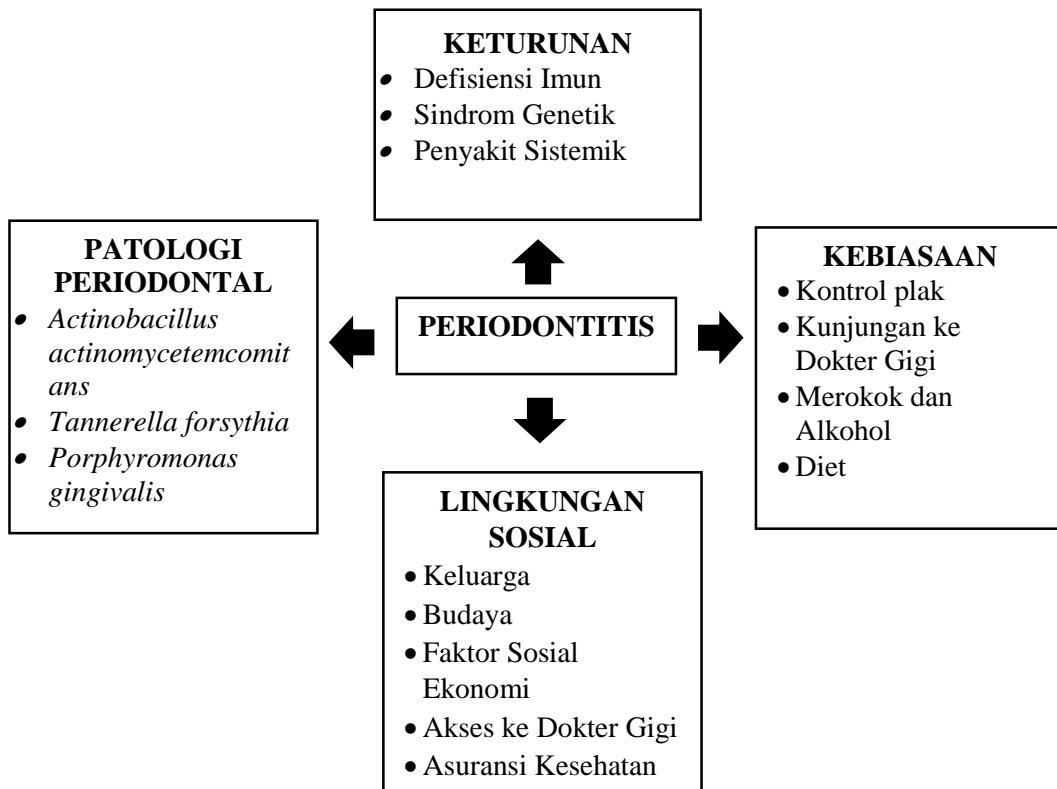 KETURUNAN
• Defisiensi Imun
• Sindrom Genetik
• Penyakit Sistemik
PATOLOGI
PERIODONTAL
• Actinobacillus
actinomycetemcomit
ans
• Tannerella forsythia
• Porphyromonas
gingivalis
PERIODONTITIS
KEBIASAAN
• Kontrol plak
• Kunjungan ke
Dokter Gigi
• Merokok dan
Alkohol
• Diet
LINGKUNGAN
SOSIAL
• Keluarga
• Budaya
• Faktor Sosial
Ekonomi
• Akses ke Dokter Gigi
• Asuransi Kesehatan